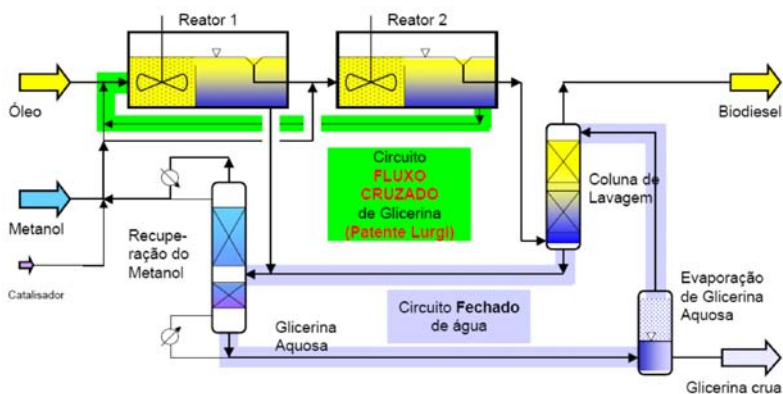 Reator 1
Reator 2
Óleo
Biodiesel
Circuito
FLUXO
CRUZADO
de Glicerina
(Patente Lurgi)
Coluna de
Lavagem
Metanol
Recupe-
ração do
Metanol
Catalisador
Circuito Fechado
de água
Evaporação
de Glicerina
Aquosa
Glicerina
Aquosa
Glicerina crua